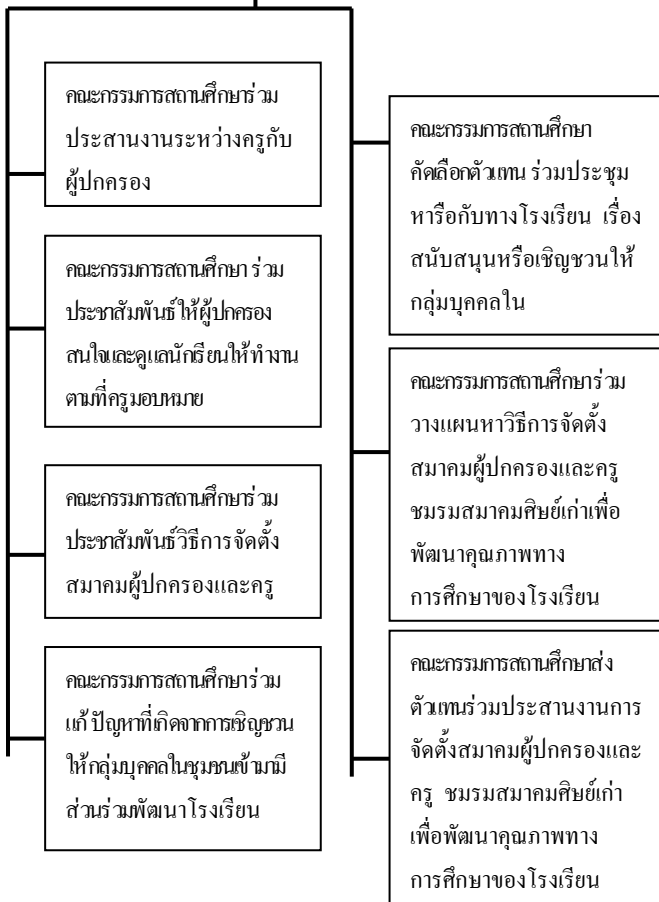 คณะกรรมการสถานศึกษาร่วม
ประสานงานระหว่างครูกับ
ผู้ปกครอง
คณะกรรมการสถานศึกษา ร่วม
ประชาสัมพันธ์ให้ผู้ปกครอง
สนใจและดูแลนักเรียนให้ทำงาน
ตามที่ครูมอบหมาย
คณะกรรมการสถานศึกษาร่วม
ประชาสัมพันธ์วิธีการจัดตั้ง
สมาคมผู้ปกครองและครู
คณะกรรมการสถานศึกษาร่วม
แก้ ปัญหาที่เกิดจากการเชิญชวน
ให้กลุ่มบุคคลในชุมชนเข้ามามี
ส่วนร่วมพัฒนาโรงเรียน
คณะกรรมการสถานศึกษา
คัดเลือกตัวแทน ร่วมประชุม
หารือกับทางโรงเรียน เรื่อง
สนับสนุนหรือเชิญชวนให้
กลุ่มบุคคลใน
คณะกรรมการสถานศึกษาร่วม
วางแผนหาวิธีการจัดตั้ง
สมาคมผู้ปกครองและครู
ชมรมสมาคมศิษย์เก่าเพื่อ
พัฒนาคุณภาพทาง
การศึกษาของโรงเรียน
คณะกรรมการสถานศึกษาส่ง
ตัวแทนร่วมประสานงานการ
จัดตั้งสมาคมผู้ปกครองและ
ครู ชมรมสมาคมศิษย์เก่า
เพื่อพัฒนาคุณภาพทาง
การศึกษาของโรงเรียน